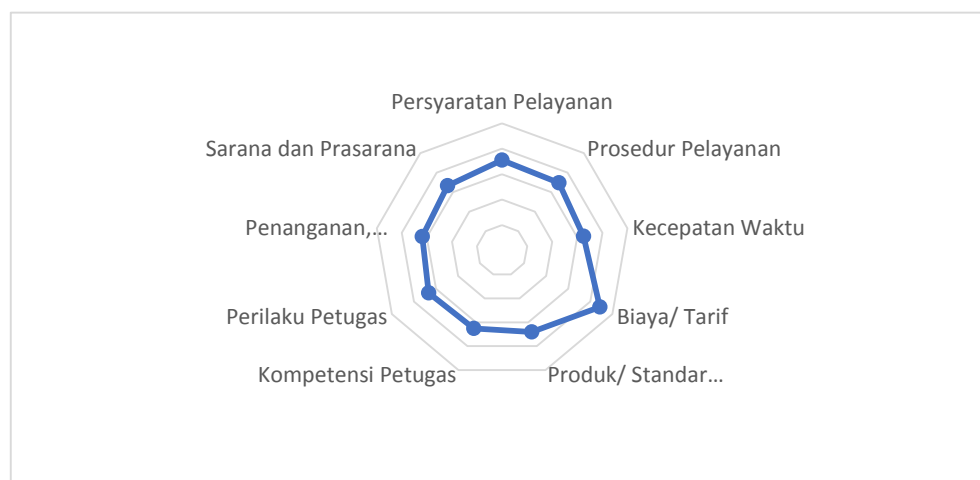 Persyaratan Pelayanan
Prosedur Pelayanan
Kecepatan Waktu
Biaya/ Tarif
Produk/ Standar...
Kompetensi Petugas
Perilaku Petugas
Penanganan,...
Sarana dan Prasarana